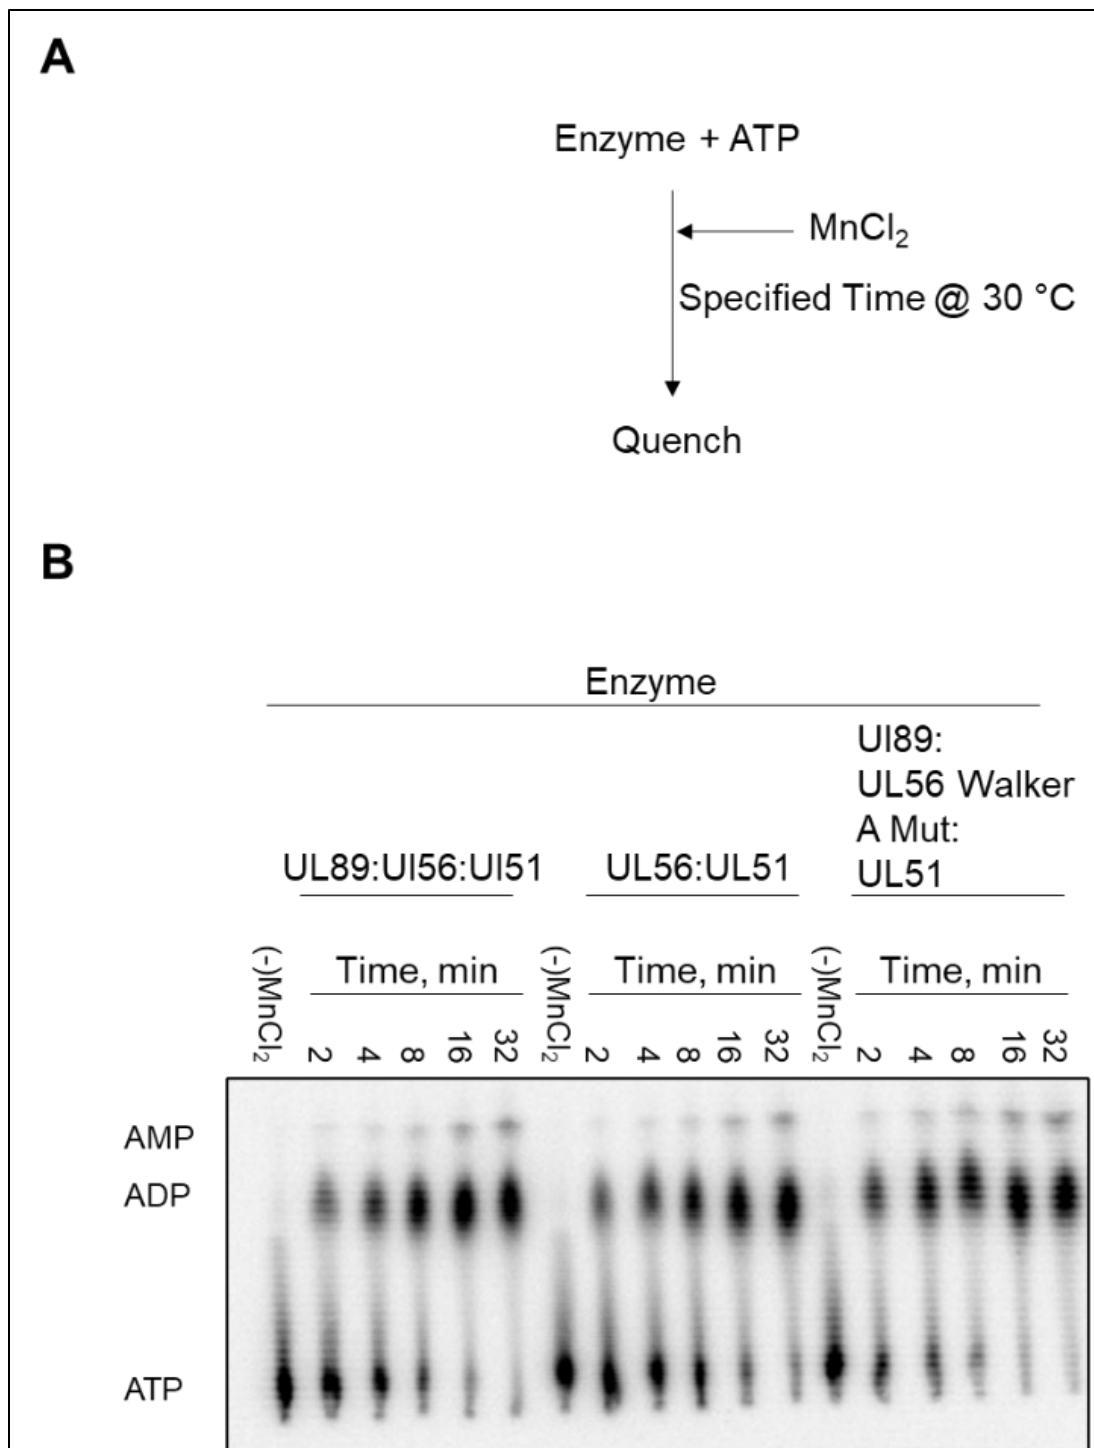 A
Enzyme + ATP
MnCl₂
Specified Time @ 30 °C
Quench
B
Enzyme
UL89:Ul56:Ul51
UL56:UL51
Ul89:
UL56 Walker
A Mut:
UL51
(-)MnCl₂
Time, min
2 4 8 16 32
(-)MnCl₂
Time, min
2 4 8 16 32
(-)MnCl₂
Time, min
2 4 8 16 32
AMP
ADP
ATP